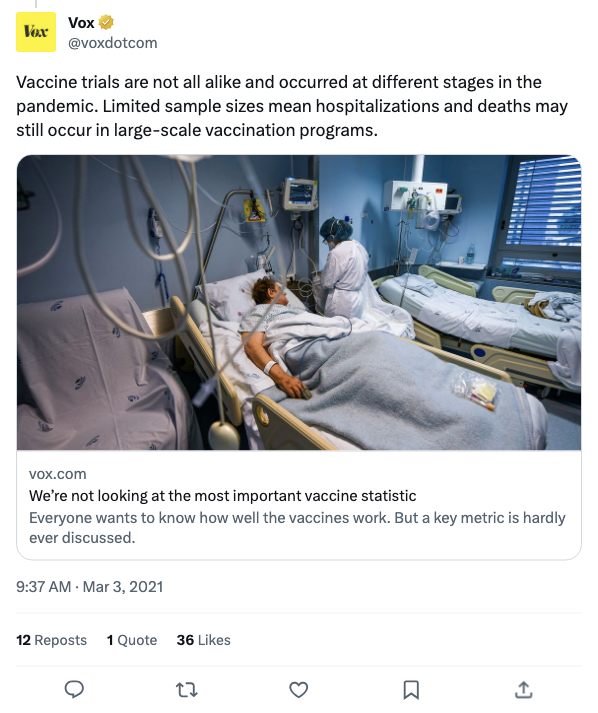 Vox
Vox
@voxdotcom
Vaccine trials are not all alike and occurred at different stages in the
pandemic. Limited sample sizes mean hospitalizations and deaths may
still occur in large-scale vaccination programs.
vox.com
We’re not looking at the most important vaccine statistic
Everyone wants to know how well the vaccines work. But a key metric is hardly
ever discussed.
9:37 AM · Mar 3, 2021
12 Reposts 1 Quote 36 Likes